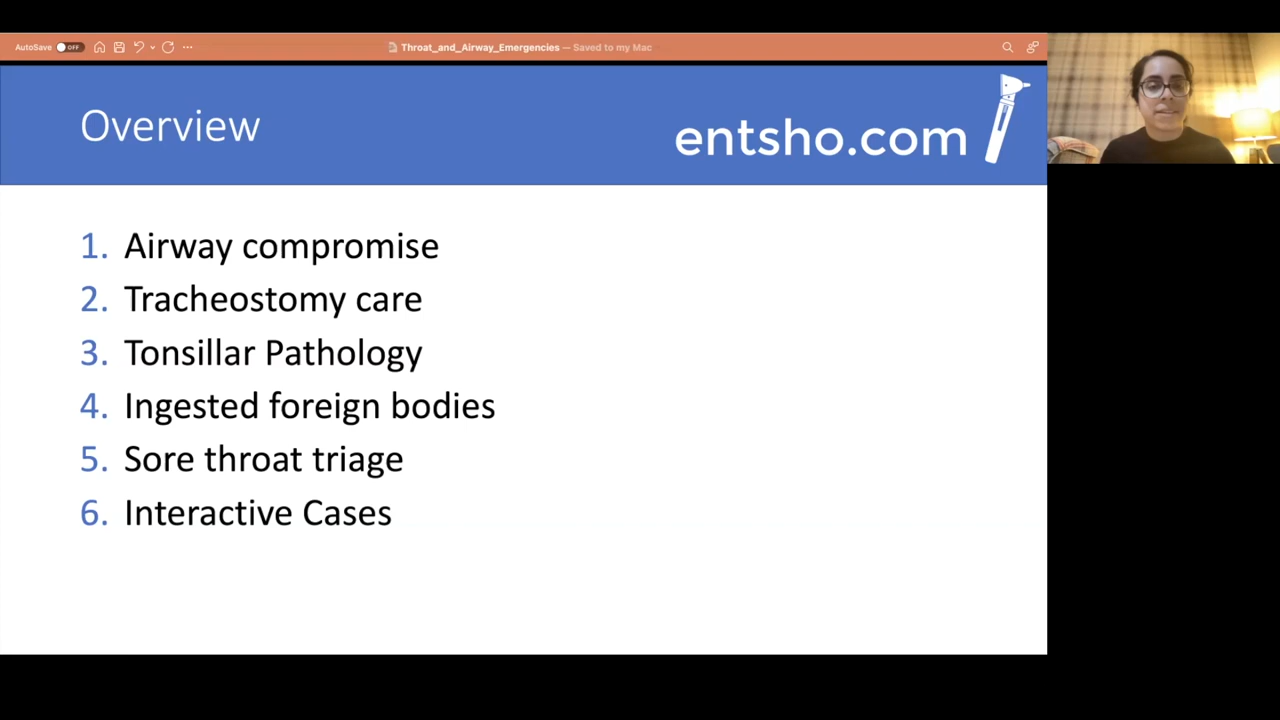 AutoSave OFF
Throat_and_Airway_Emergencies — Saved to my Mac
Overview
entsho.com
1. Airway compromise
2. Tracheostomy care
3. Tonsillar Pathology
4. Ingested foreign bodies
5. Sore throat triage
6. Interactive Cases